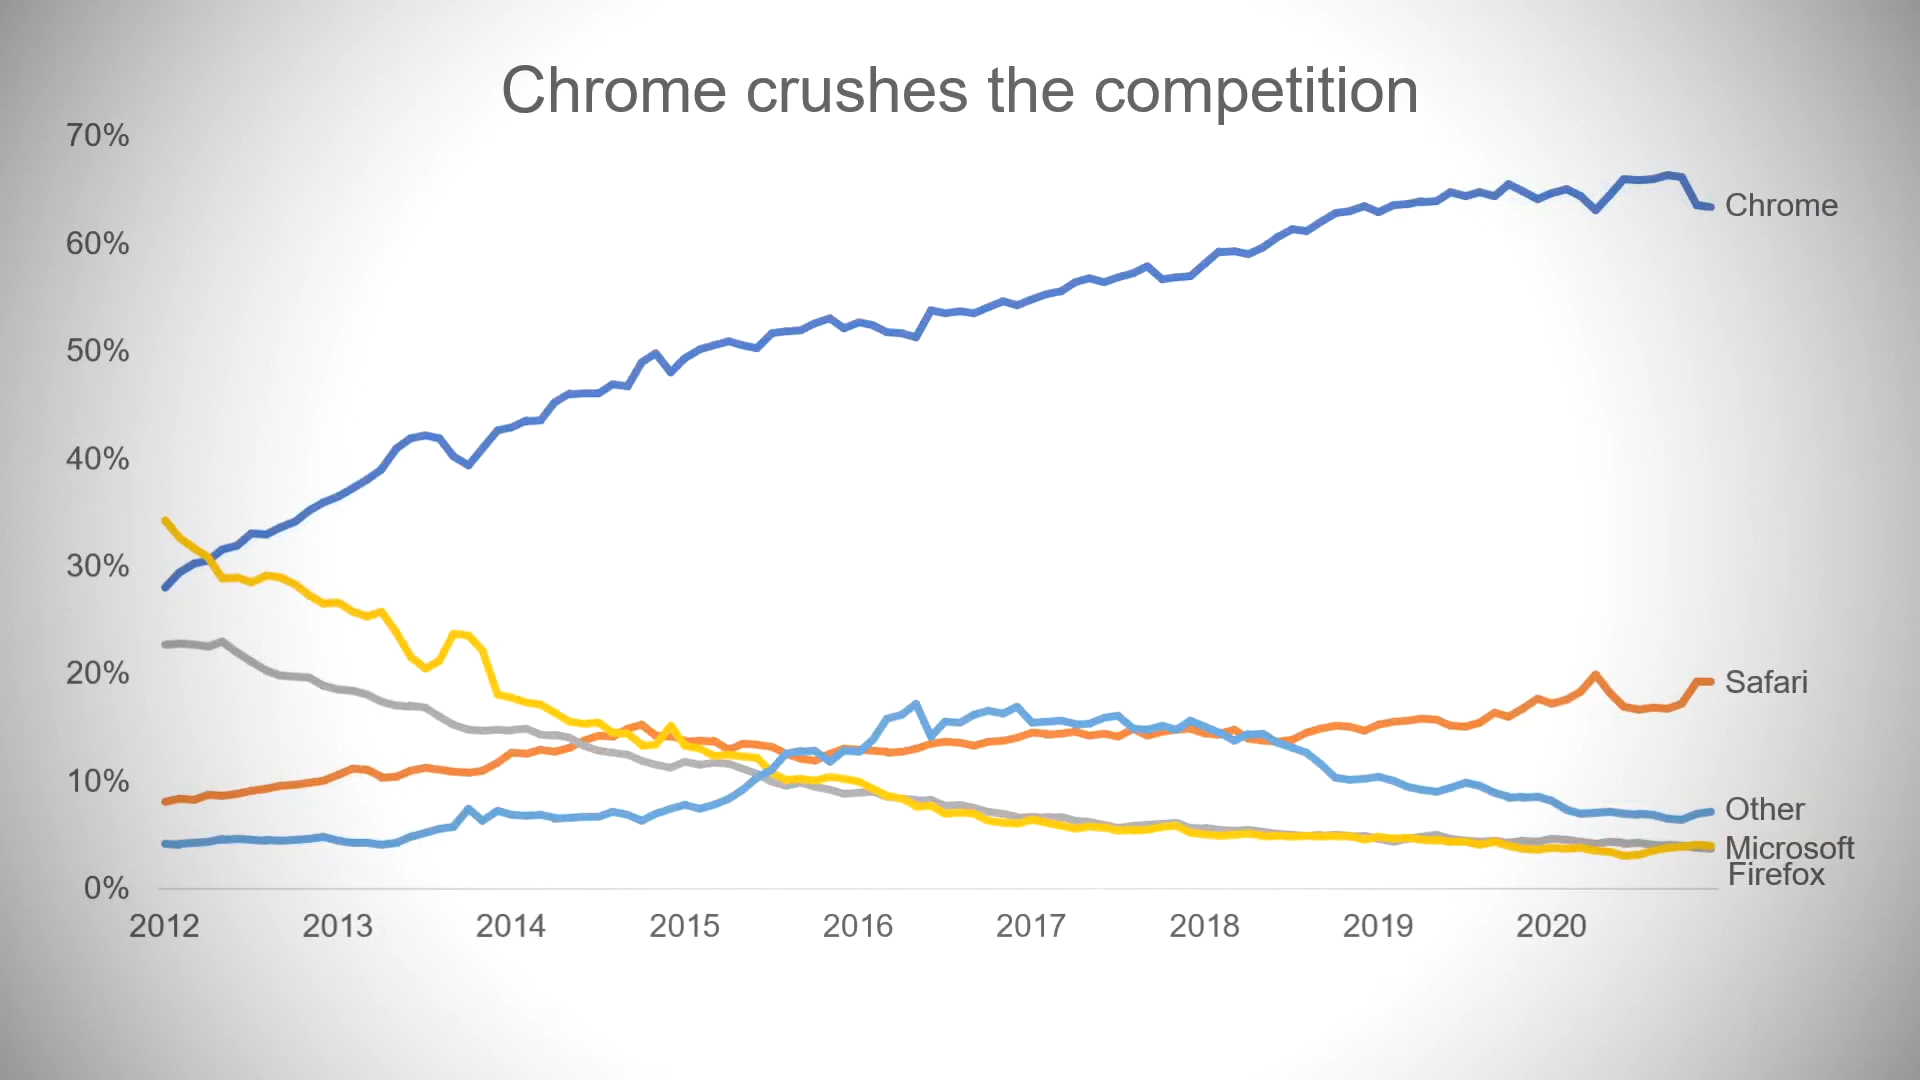 Chrome crushes the competition
70%
60%
50%
40%
30%
20%
10%
0%
Chrome
Safari
Other
Microsoft
Firefox
2012 2013 2014 2015 2016 2017 2018 2019 2020